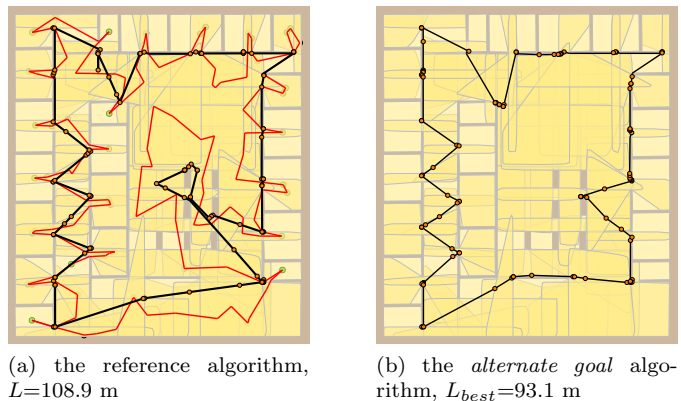 (a) the reference algorithm,
L=108.9 m
(b) the alternate goal algo-
rithm, Lbest=93.1 m